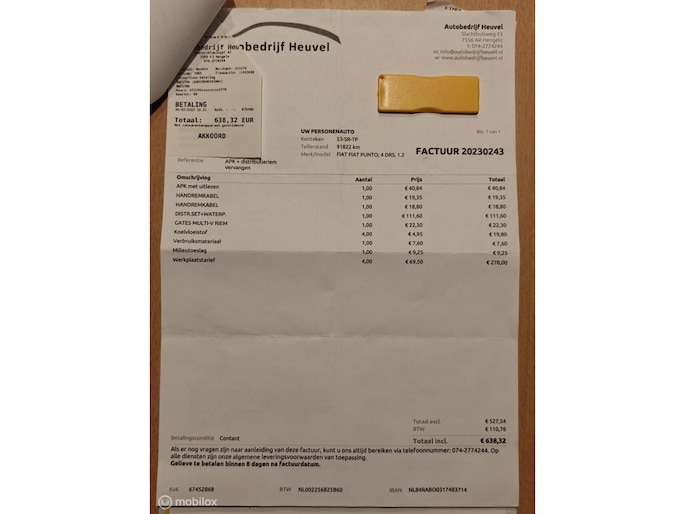 Autobedrijf Heuvel
Slachthuisweg 63
7556 AX Hengelo
t: 074-2774244
m: info@autobedrijfheuvel.nl
w: www.autobedrijfheuvel.nl
bedrijf Heuvel
BETALING
Totaal: 638,32 EUR
AKKOORD
Blz. 1 van 1
UW PERSONENAUTO
Kenteken 53-SR-TP
Tellerstand 91822 km
Merk/model FIAT FIAT PUNTO; 4 DRS. 1.2
FACTUUR 20230243
Referentie APK + distributieriem vervangen
Omschrijving Aantal Prijs Totaal
APK met uitlezen 1,00 € 40,84 € 40,84
HANDREMKABEL 1,00 € 19,35 € 19,35
HANDREMKABEL 1,00 € 18,80 € 18,80
DISTR.SET+WATERP. 1,00 € 111,60 € 111,60
GATES MULTI-V RIEM 1,00 € 22,30 € 22,30
Koelvloeistof 4,00 € 4,95 € 19,80
Verbruiksmateriaal 1,00 € 7,60 € 7,60
Milieutoeslag 1,00 € 9,25 € 9,25
Werkplaatstarief 4,00 € 69,50 € 278,00
Totaal excl. € 527,54
BTW € 110,78
Betalingsconditie Contant
Totaal incl. € 638,32
Als er nog vragen zijn naar aanleiding van deze factuur, kunt u ons altijd bereiken via telefoonnummer: 074-2774244. Op
alle diensten zijn onze algemene leveringsvoorwaarden van toepassing.
Gelieve te betalen binnen 8 dagen na factuurdatum.
KvK 67452868 BTW NL002256825B60 IBAN NL84RABO0317483714
mobilox